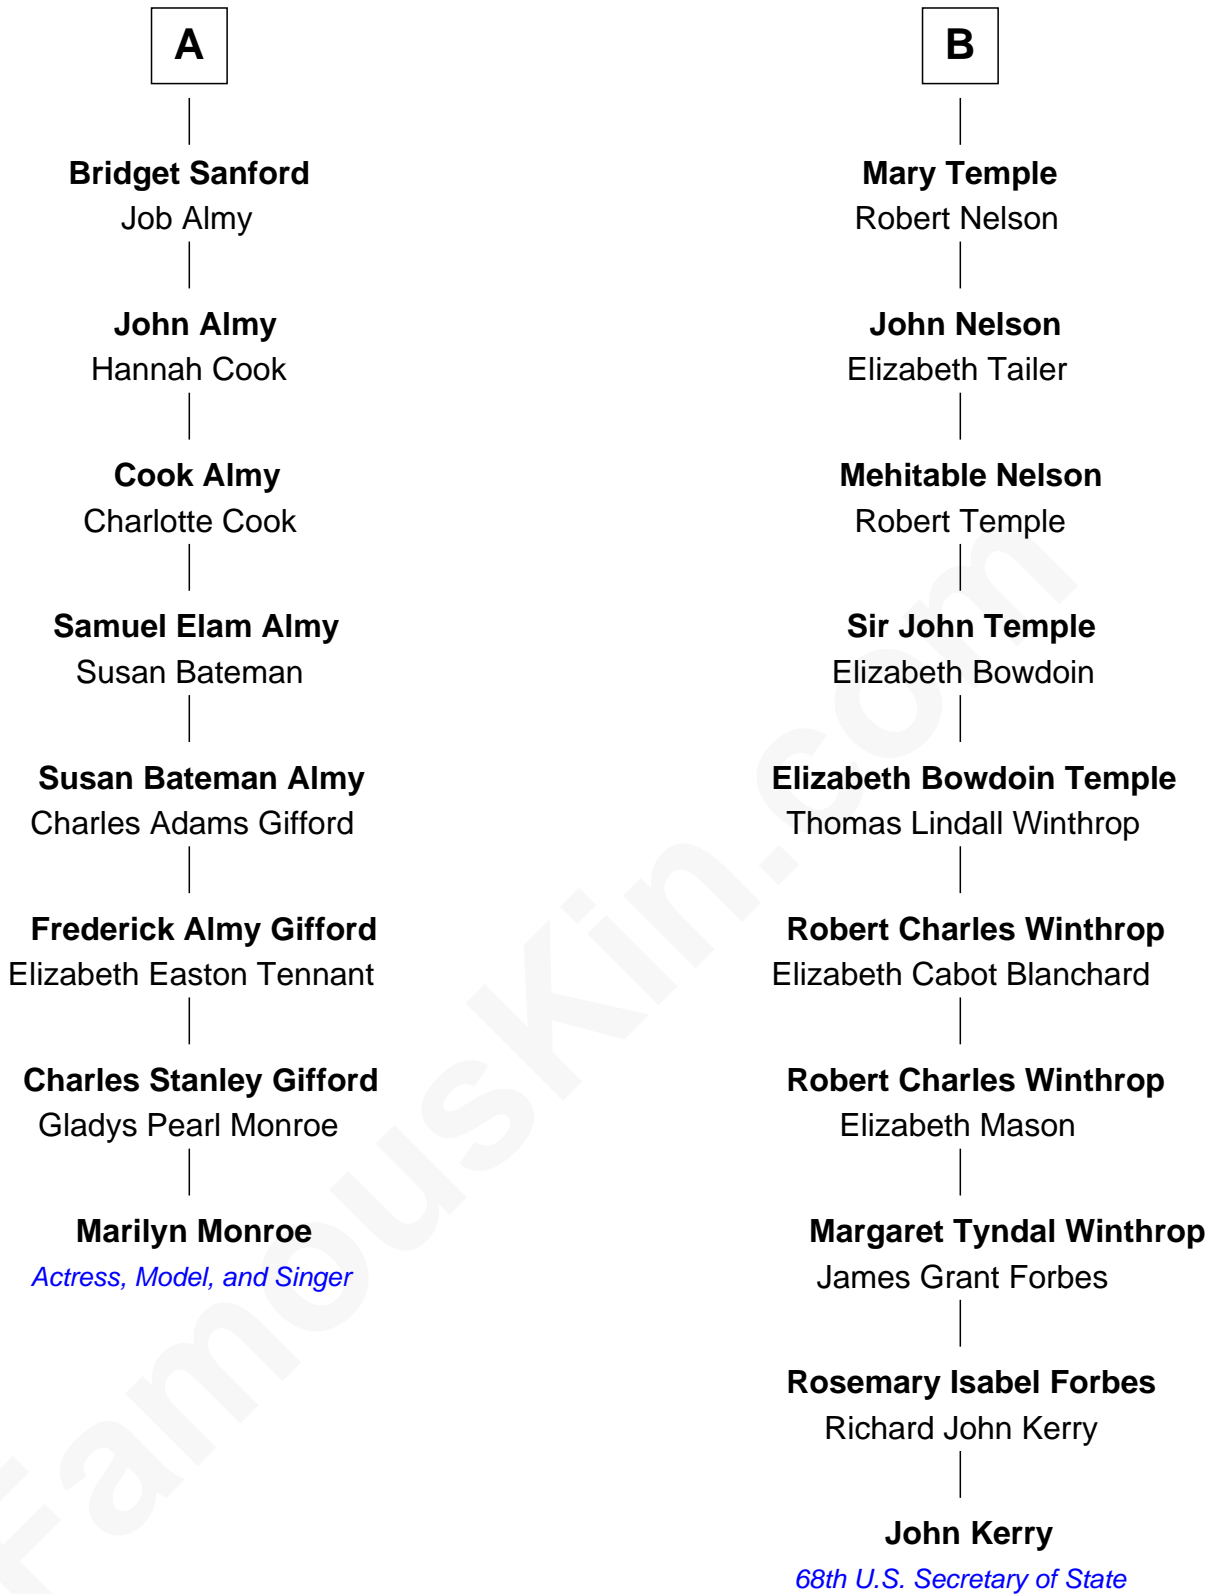 A
Bridget Sanford
Job Almy
John Almy
Hannah Cook
Cook Almy
Charlotte Cook
Samuel Elam Almy
Susan Bateman
Susan Bateman Almy
Charles Adams Gifford
Frederick Almy Gifford
Elizabeth Easton Tennant
Charles Stanley Gifford
Gladys Pearl Monroe
Marilyn Monroe
Actress, Model, and Singer
B
Mary Temple
Robert Nelson
John Nelson
Elizabeth Tailer
Mehitable Nelson
Robert Temple
Sir John Temple
Elizabeth Bowdoin
Elizabeth Bowdoin Temple
Thomas Lindall Winthrop
Robert Charles Winthrop
Elizabeth Cabot Blanchard
Robert Charles Winthrop
Elizabeth Mason
Margaret Tyndal Winthrop
James Grant Forbes
Rosemary Isabel Forbes
Richard John Kerry
John Kerry
68th U.S. Secretary of State
FamousKin.com